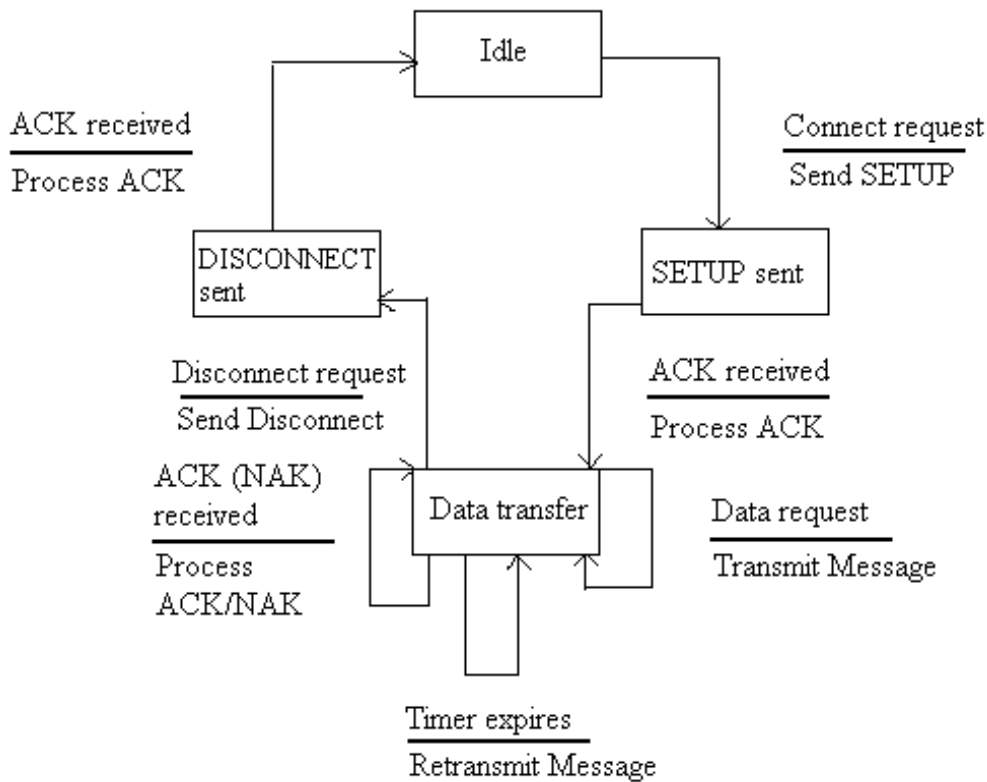 Idle
ACK received
Process ACK
Connect request
Send SETUP
DISCONNECT
sent
SETUP sent
Disconnect request
Send Disconnect
ACK received
Process ACK
ACK (NAK)
received
Process
ACK/NAK
Data transfer
Data request
Transmit Message
Timer expires
Retransmit Message